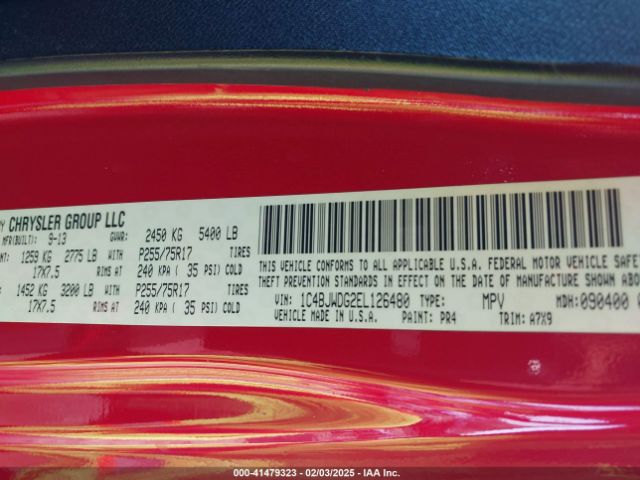 CHRYSLER GROUP LLC
MFR(BUILT): 9-13 GVWR: 2450 KG 5400 LB
1259 KG 2775 LB WITH P255/75R17 TIRES
17X7.5 RIMS AT 240 KPA ( 35 PSI) COLD
1452 KG 3200 LB WITH P255/75R17 TIRES
17X7.5 RIMS AT 240 KPA ( 35 PSI) COLD
THIS VEHICLE CONFORMS TO ALL APPLICABLE U.S.A. FEDERAL MOTOR VEHICLE
THEFT PREVENTION STANDARDS IN EFFECT ON THE DATE OF MANUFACTURE
VIN: 1C4BJWDG2EL126480 TYPE: MPV MDH:090400
VEHICLE MADE IN U.S.A. PAINT: PR4 TRIM: A7X9
000-41479323 - 02/03/2025 - IAA Inc.